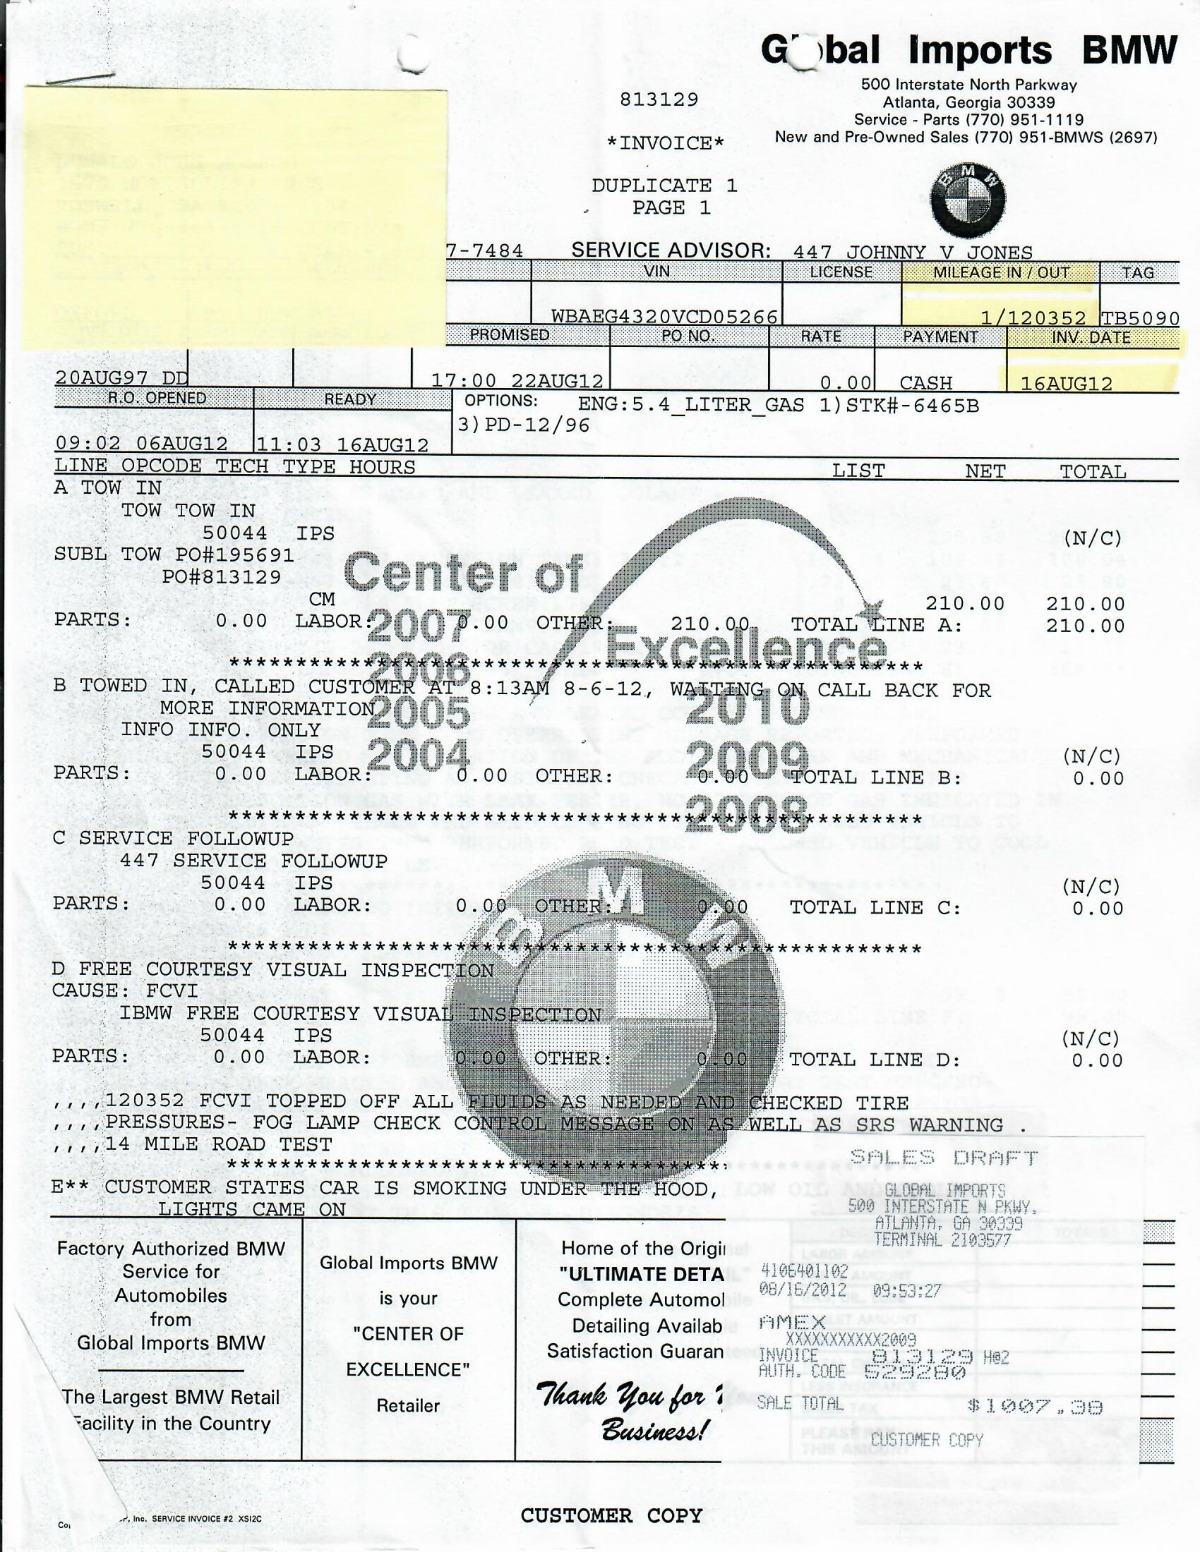 Global Imports BMW
500 Interstate North Parkway
Atlanta, Georgia 30339
Service - Parts (770) 951-1119
New and Pre-Owned Sales (770) 951-BMWS (2697)
BMW
813129
*INVOICE*
DUPLICATE 1
PAGE 1
7-7484 SERVICE ADVISOR: 447 JOHNNY V JONES
VIN LICENSE MILEAGE IN / OUT TAG
WBAEG4320VCD05266 1/120352 TB5090
PROMISED PO NO. RATE PAYMENT INV. DATE
20AUG97 DD 17:00 22AUG12 0.00 CASH 16AUG12
R.O. OPENED READY OPTIONS: ENG:5.4_LITER_GAS 1)STK#-6465B
3)PD-12/96
09:02 06AUG12 11:03 16AUG12
LINE OPCODE TECH TYPE HOURS LIST NET TOTAL
A TOW IN
TOW TOW IN
50044 IPS (N/C)
SUBL TOW PO#195691
PO#813129
CM 210.00 210.00
PARTS: 0.00 LABOR: 0.00 OTHER: 210.00 TOTAL LINE A: 210.00
Center of
Excellence
2007
2006
2005
2004
2010
2009
2008
****************************************************
B TOWED IN, CALLED CUSTOMER AT 8:13AM 8-6-12, WAITING ON CALL BACK FOR
MORE INFORMATION
INFO INFO. ONLY
50044 IPS (N/C)
PARTS: 0.00 LABOR: 0.00 OTHER: 0.00 TOTAL LINE B: 0.00
****************************************************
C SERVICE FOLLOWUP
447 SERVICE FOLLOWUP
50044 IPS (N/C)
PARTS: 0.00 LABOR: 0.00 OTHER: 0.00 TOTAL LINE C: 0.00
BMW
****************************************************
D FREE COURTESY VISUAL INSPECTION
CAUSE: FCVI
IBMW FREE COURTESY VISUAL INSPECTION
50044 IPS (N/C)
PARTS: 0.00 LABOR: 0.00 OTHER: 0.00 TOTAL LINE D: 0.00
,,,,120352 FCVI TOPPED OFF ALL FLUIDS AS NEEDED AND CHECKED TIRE
,,,,PRESSURES- FOG LAMP CHECK CONTROL MESSAGE ON AS WELL AS SRS WARNING .
,,,,14 MILE ROAD TEST
*************************************
E** CUSTOMER STATES CAR IS SMOKING UNDER THE HOOD,
LIGHTS CAME ON
Factory Authorized BMW
Service for
Automobiles
from
Global Imports BMW
The Largest BMW Retail
Facility in the Country
Global Imports BMW
is your
"CENTER OF
EXCELLENCE"
Retailer
Home of the Origi
"ULTIMATE DETA
Complete Automo
Detailing Availab
Satisfaction Guaran
Thank You for
Business!
SALES DRAFT
GLOBAL IMPORTS
500 INTERSTATE N PKWY,
ATLANTA, GA 30339
TERMINAL 2103577
4106401102
08/16/2012 09:53:27
AMEX
XXXXXXXXXXX2009
INVOICE 813129 H@2
AUTH. CODE 529280
SALE TOTAL $1007.38
CUSTOMER COPY
Inc. SERVICE INVOICE #2 XSI2C
CUSTOMER COPY